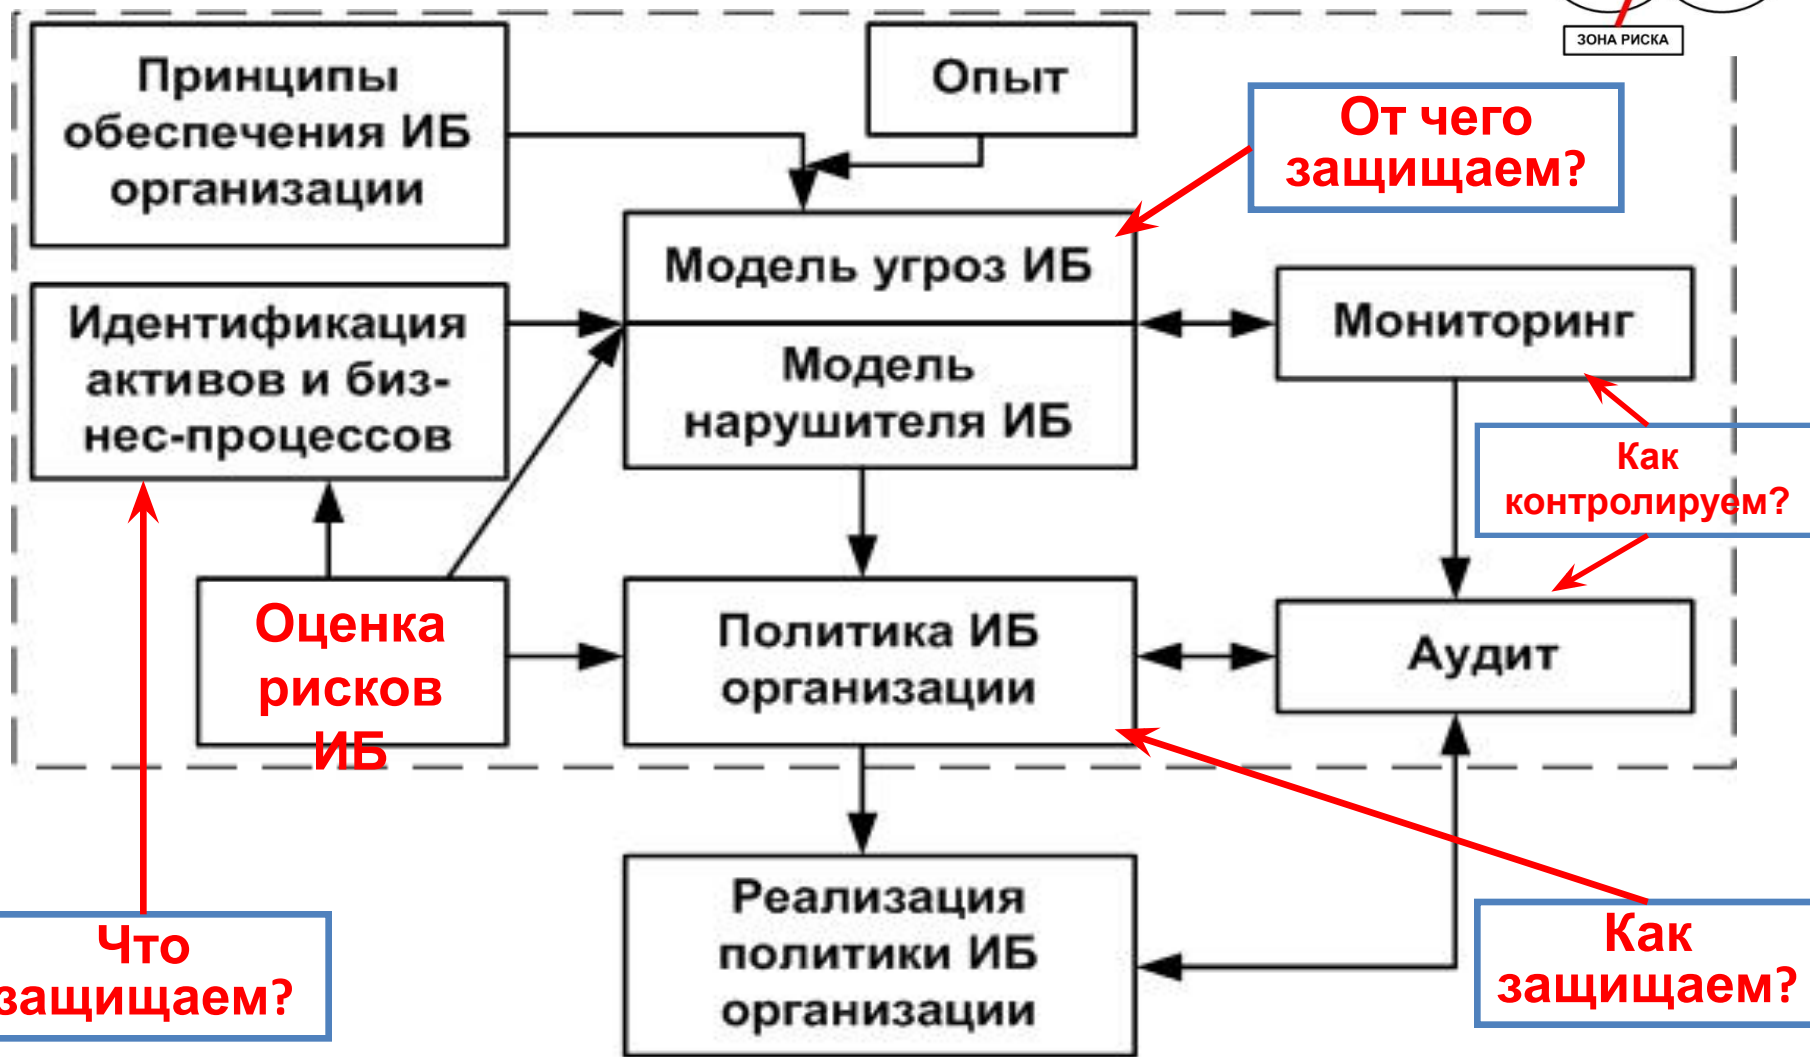 ЗОНА РИСКА
Принципы
обеспечения ИБ
организации
Опыт
От чего
защищаем?
Модель угроз ИБ
Модель
нарушителя ИБ
Идентификация
активов и биз-
нес-процессов
Мониторинг
Как
контролируем?
Оценка
рисков
ИБ
Политика ИБ
организации
Аудит
Реализация
политики ИБ
организации
Что
защищаем?
Как
защищаем?